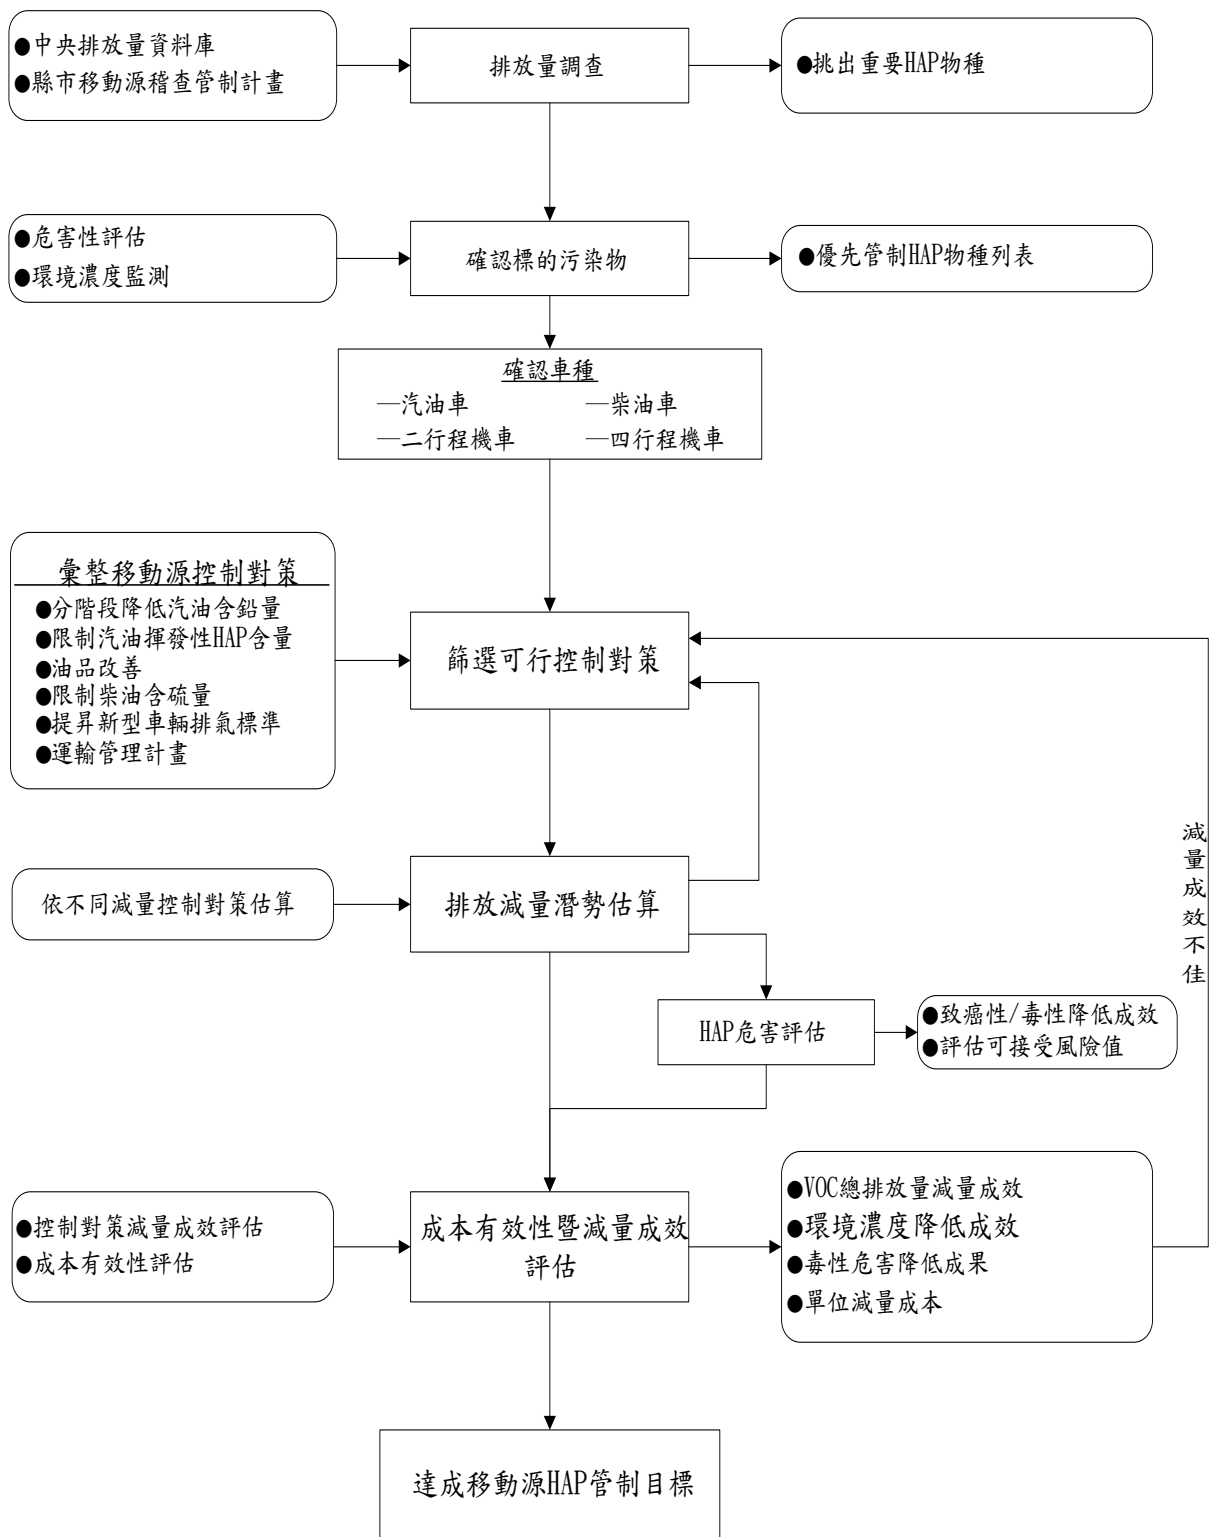 ●中央排放量資料庫
●縣市移動源稽查管制計畫
排放量調查
●挑出重要HAP物種
●危害性評估
●環境濃度監測
確認標的污染物
●優先管制HAP物種列表
確認車種
—汽油車
—柴油車
—二行程機車
—四行程機車
彙整移動源控制對策
●分階段降低汽油含鉛量
●限制汽油揮發性HAP含量
●油品改善
●限制柴油含硫量
●提昇新型車輛排氣標準
●運輸管理計畫
篩選可行控制對策
減量成效不佳
依不同減量控制對策估算
排放減量潛勢估算
HAP危害評估
●致癌性/毒性降低成效
●評估可接受風險值
●控制對策減量成效評估
●成本有效性評估
成本有效性暨減量成效
評估
●VOC總排放量減量成效
●環境濃度降低成效
●毒性危害降低成果
●單位減量成本
達成移動源HAP管制目標